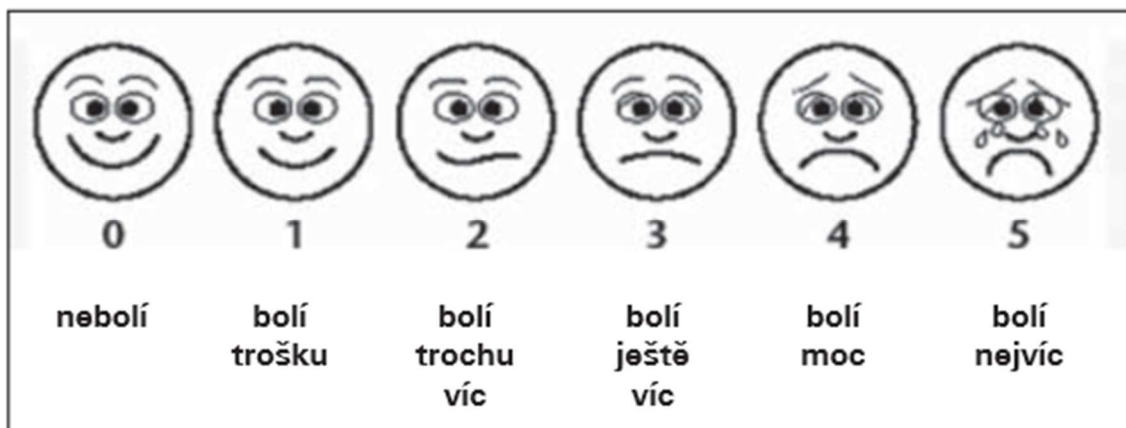 0 1 2 3 4 5
nebolí bolí bolí bolí bolí bolí
trošku trochu ještě moc nejvíc
víc víc